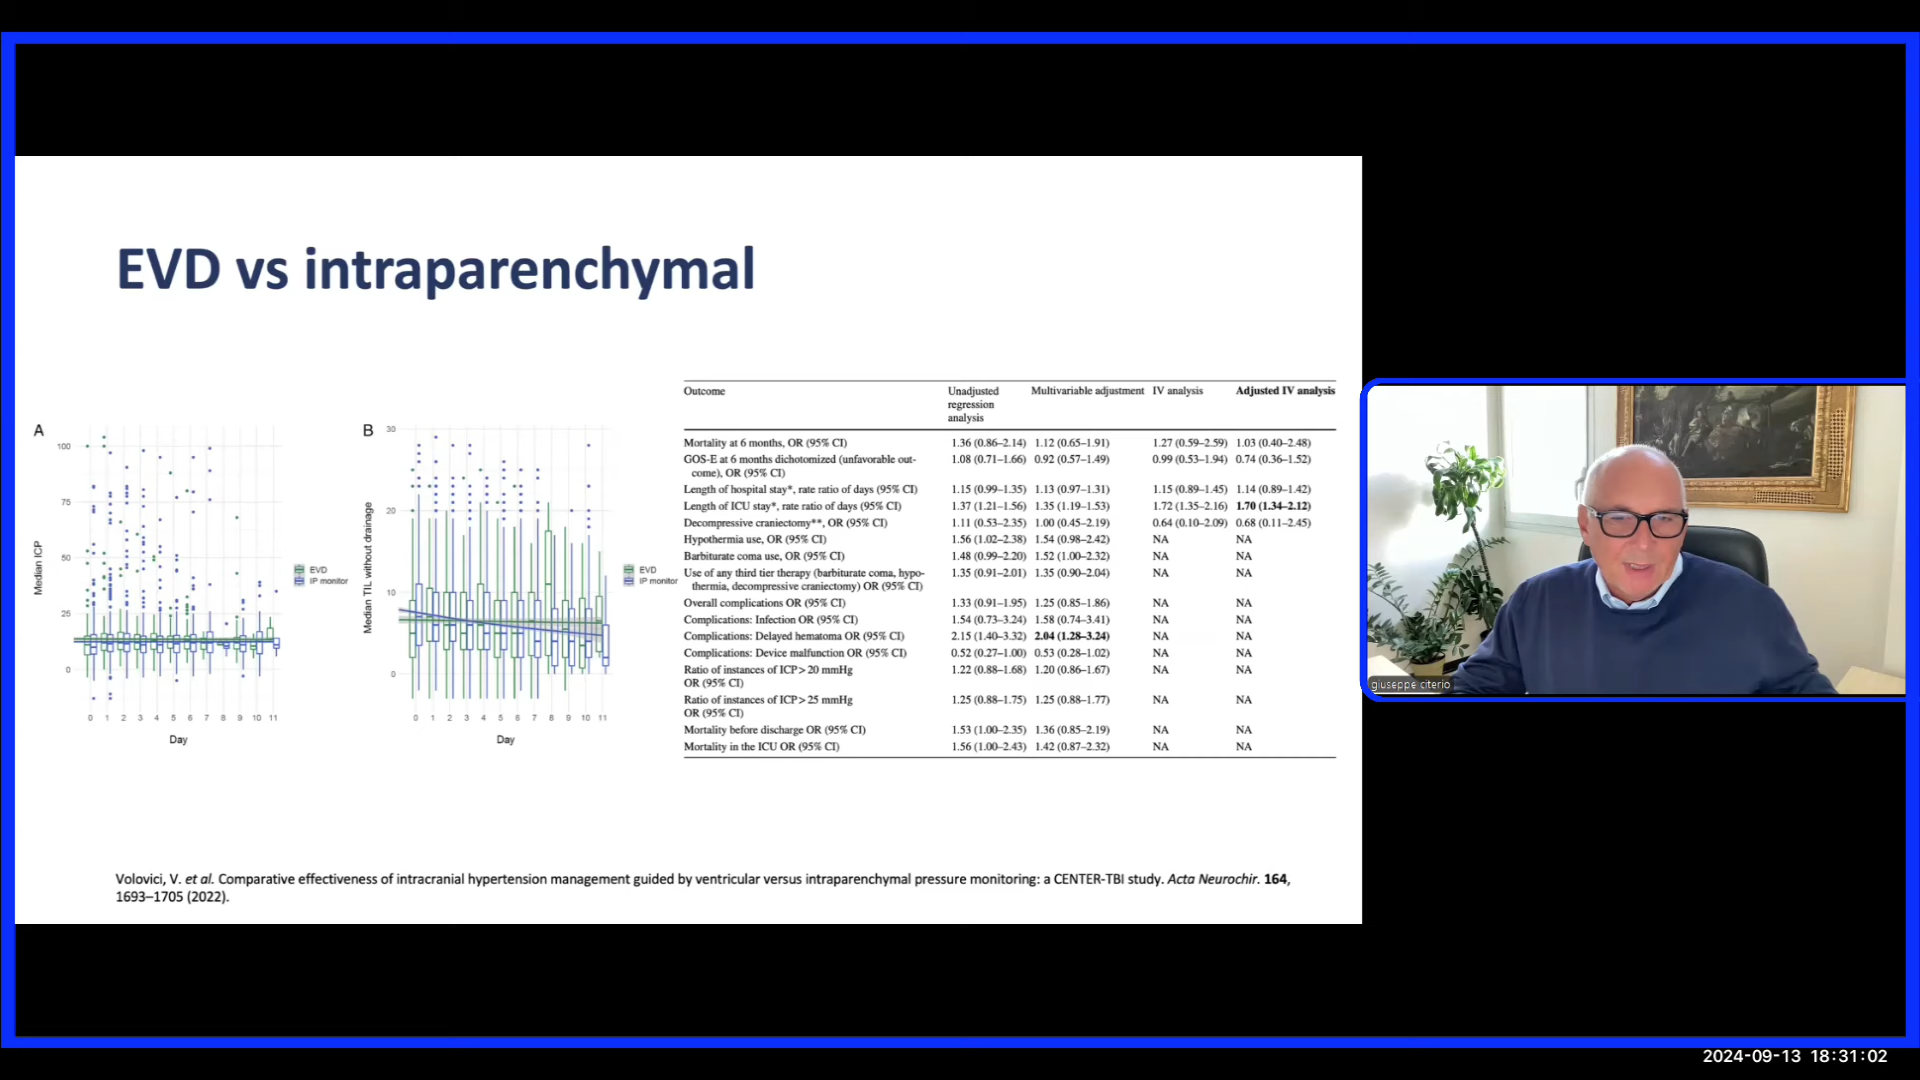 EVD vs intraparenchymal
A
100
75
50
25
0
Median ICP
0 1 2 3 4 5 6 7 8 9 10 11
Day
EVD
IP monitor
B
30
20
10
0
Median TIL without drainage
0 1 2 3 4 5 6 7 8 9 10 11
Day
EVD
IP monitor
Outcome Unadjusted regression analysis Multivariable adjustment IV analysis Adjusted IV analysis
Mortality at 6 months, OR (95% CI) 1.36 (0.86–2.14) 1.12 (0.65–1.91) 1.27 (0.59–2.59) 1.03 (0.40–2.48)
GOS-E at 6 months dichotomized (unfavorable out- 1.08 (0.71–1.66) 0.92 (0.57–1.49) 0.99 (0.53–1.94) 0.74 (0.36–1.52)
come), OR (95% CI)
Length of hospital stay*, rate ratio of days (95% CI) 1.15 (0.99–1.35) 1.13 (0.97–1.31) 1.15 (0.89–1.45) 1.14 (0.89–1.42)
Length of ICU stay*, rate ratio of days (95% CI) 1.37 (1.21–1.56) 1.35 (1.19–1.53) 1.72 (1.35–2.16) 1.70 (1.34–2.12)
Decompressive craniectomy**, OR (95% CI) 1.11 (0.53–2.35) 1.00 (0.45–2.19) 0.64 (0.10–2.09) 0.68 (0.11–2.45)
Hypothermia use, OR (95% CI) 1.56 (1.02–2.38) 1.54 (0.98–2.42) NA NA
Barbiturate coma use, OR (95% CI) 1.48 (0.99–2.20) 1.52 (1.00–2.32) NA NA
Use of any third tier therapy (barbiturate coma, hypo- 1.35 (0.91–2.01) 1.35 (0.90–2.04) NA NA
thermia, decompressive craniectomy) OR (95% CI) NA NA
Overall complications OR (95% CI) 1.33 (0.91–1.95) 1.25 (0.85–1.86) NA NA
Complications: Infection OR (95% CI) 1.54 (0.73–3.24) 1.58 (0.74–3.41) NA NA
Complications: Delayed hematoma OR (95% CI) 2.15 (1.40–3.32) 2.04 (1.28–3.24) NA NA
Complications: Device malfunction OR (95% CI) 0.52 (0.27–1.00) 0.53 (0.28–1.02) NA NA
Ratio of instances of ICP > 20 mmHg 1.22 (0.88–1.68) 1.20 (0.86–1.67) NA NA
OR (95% CI) NA NA
Ratio of instances of ICP > 25 mmHg 1.25 (0.88–1.75) 1.25 (0.88–1.77) NA NA
OR (95% CI) NA NA
Mortality before discharge OR (95% CI) 1.53 (1.00–2.35) 1.36 (0.85–2.19) NA NA
Mortality in the ICU OR (95% CI) 1.56 (1.00–2.43) 1.42 (0.87–2.32) NA NA
Volovici, V. et al. Comparative effectiveness of intracranial hypertension management guided by ventricular versus intraparenchymal pressure monitoring: a CENTER-TBI study. Acta Neurochir. 164,
1693–1705 (2022).
giuseppe citerio
2024-09-13 18:31:02